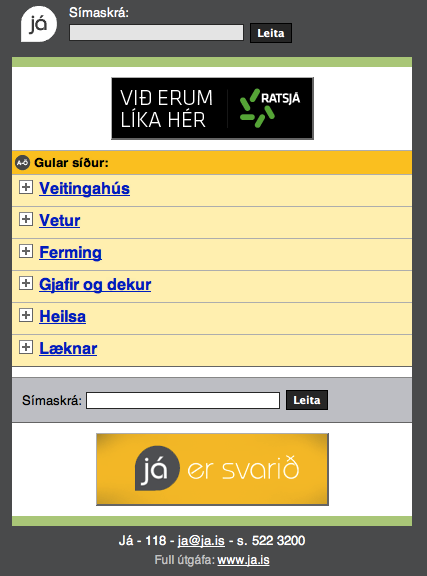 já
Símaskrá:
Leita
VIÐ ERUM
LÍKA HÉR
RATSJÁ
A-Ö Gular síður:
Veitingahús
Vetur
Ferming
Gjafir og dekur
Heilsa
Læknar
Símaskrá: Leita
já er svarið
Já - 118 - ja@ja.is - s. 522 3200
Full útgáfa: www.ja.is